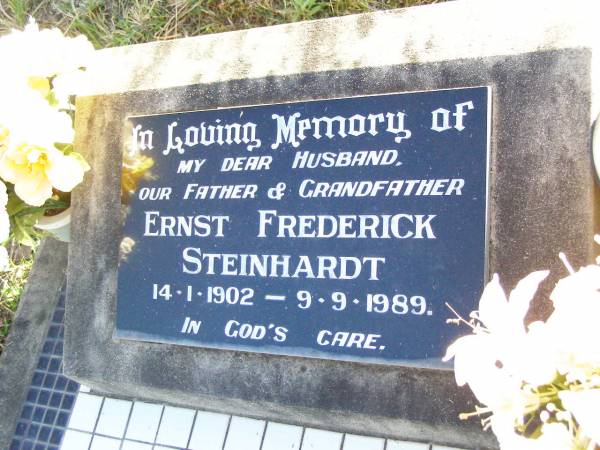 In Loving Memory of
MY DEAR HUSBAND,
OUR FATHER & GRANDFATHER
ERNST FREDERICK
STEINHARDT
14·1·1902 — 9·9·1989.
IN GOD'S CARE.